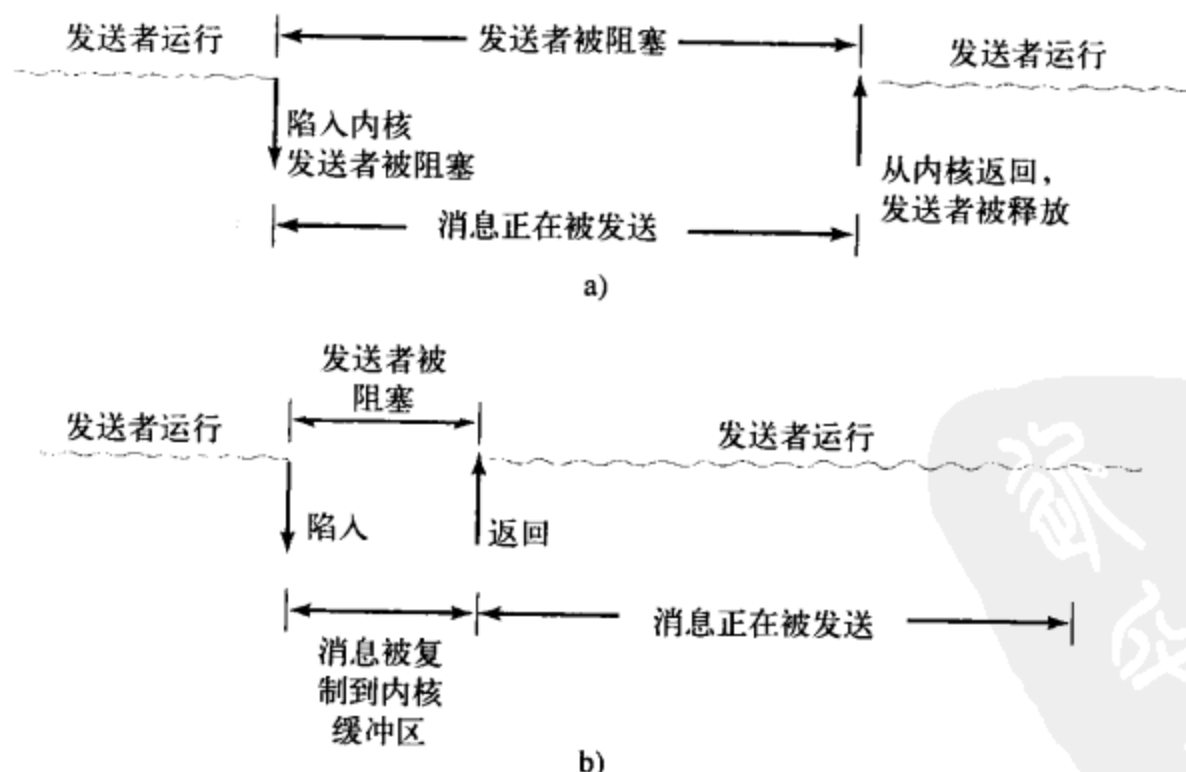 发送者运行
发送者被阻塞
发送者运行
陷入内核
发送者被阻塞
从内核返回，
发送者被释放
消息正在被发送
a)
发送者被
阻塞
发送者运行
发送者运行
陷入
返回
消息正在被发送
消息被复
制到内核
缓冲区
b)